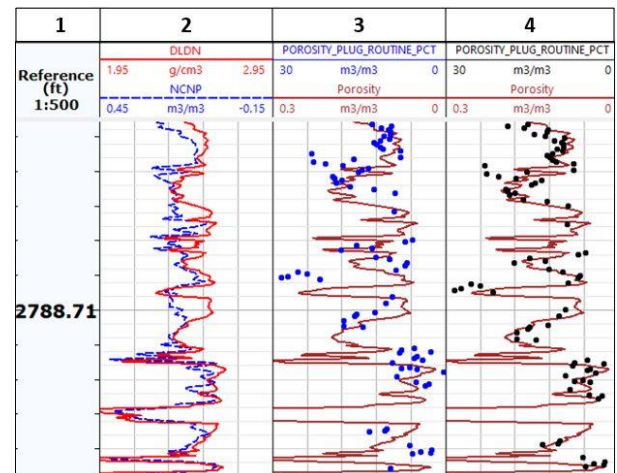 1 2 3 4
Reference
(ft)
1:500
DLDN
1.95 g/cm3 2.95
NCNP
0.45 m3/m3 -0.15
POROSITY_PLUG_ROUTINE_PCT
30 m3/m3 0
Porosity
0.3 m3/m3 0
POROSITY_PLUG_ROUTINE_PCT
30 m3/m3 0
Porosity
0.3 m3/m3 0
2788.71